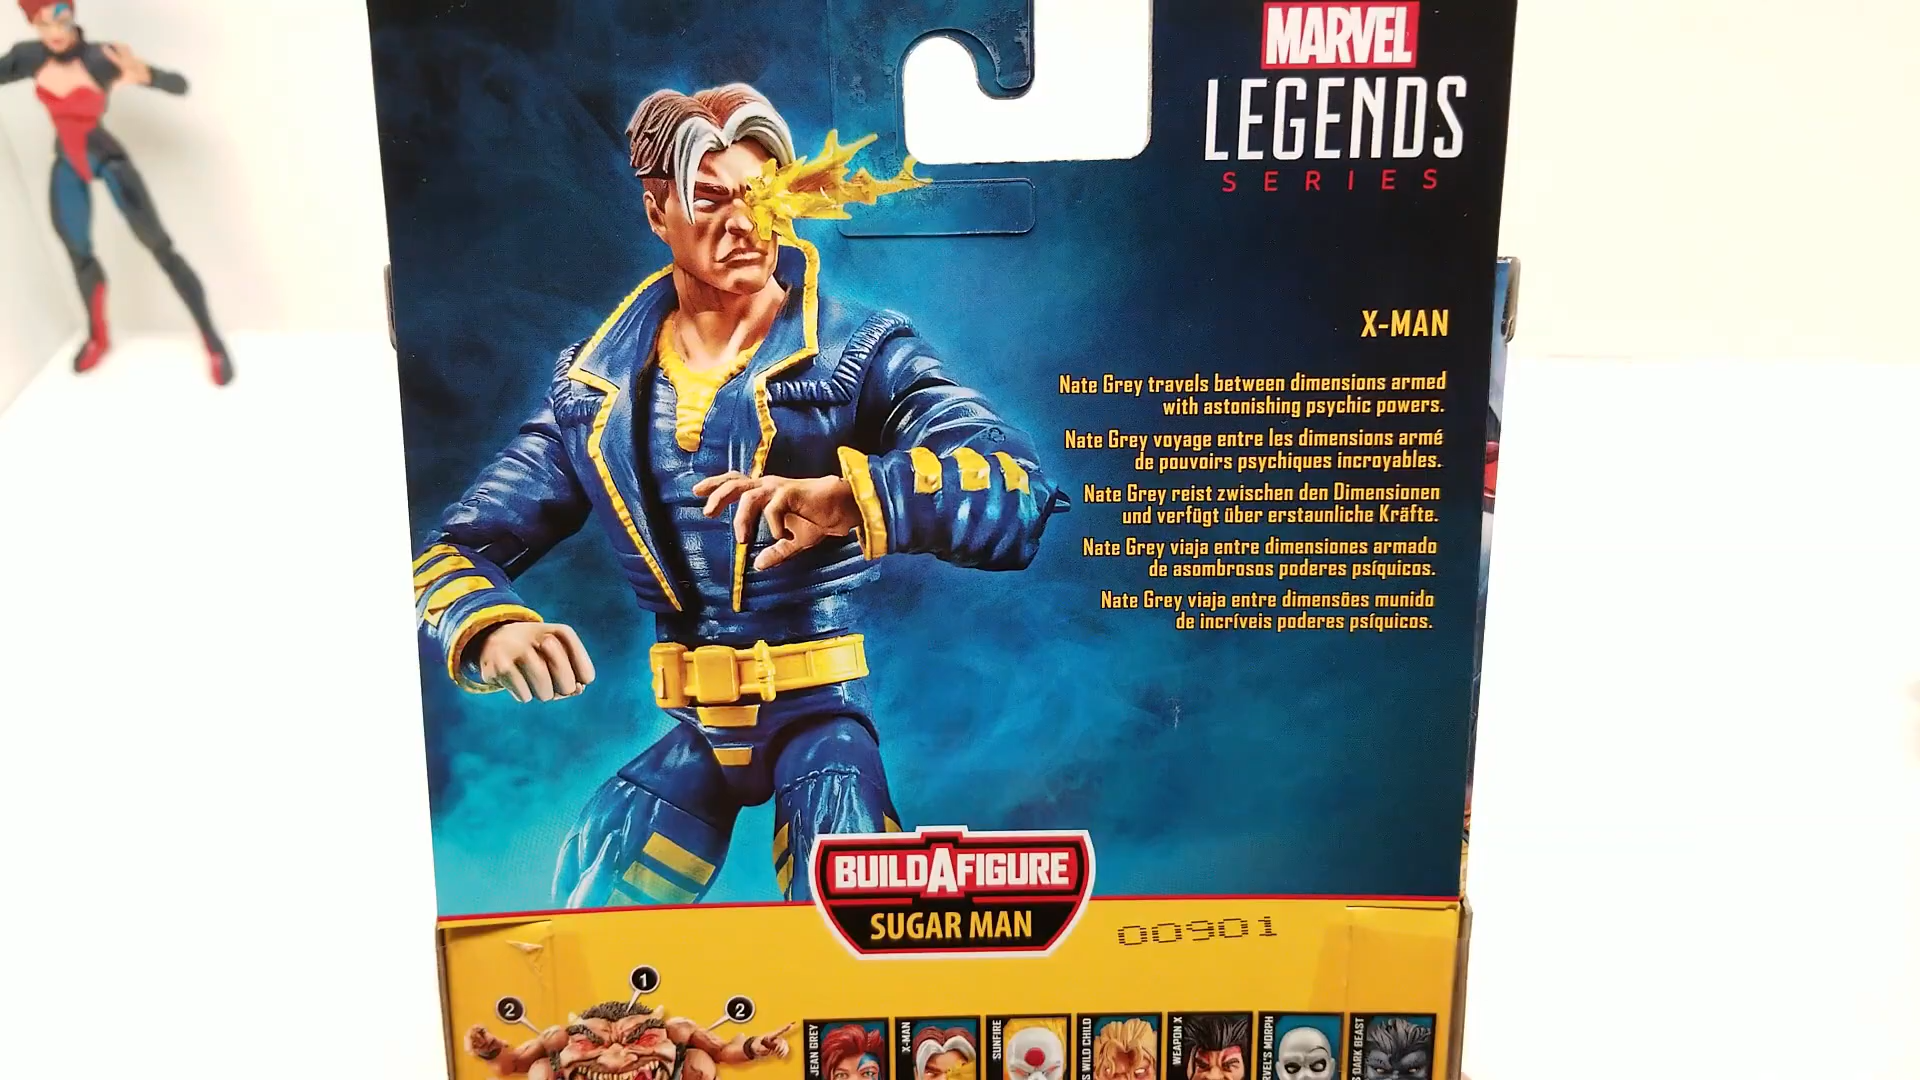 MARVEL
LEGENDS
SERIES
X-MAN
Nate Grey travels between dimensions armed
with astonishing psychic powers.
Nate Grey voyage entre les dimensions armé
de pouvoirs psychiques incroyables.
Nate Grey reist zwischen den Dimensionen
und verfügt über erstaunliche Kräfte.
Nate Grey viaja entre dimensiones armado
de asombrosos poderes psíquicos.
Nate Grey viaja entre dimensões munido
de incríveis poderes psíquicos.
BUILDAFIGURE
SUGAR MAN
00901
1
2
2
JEAN GREY
X-MAN
SUNFIRE
WILD CHILD
WEAPON X
MORPH
DARK BEAST